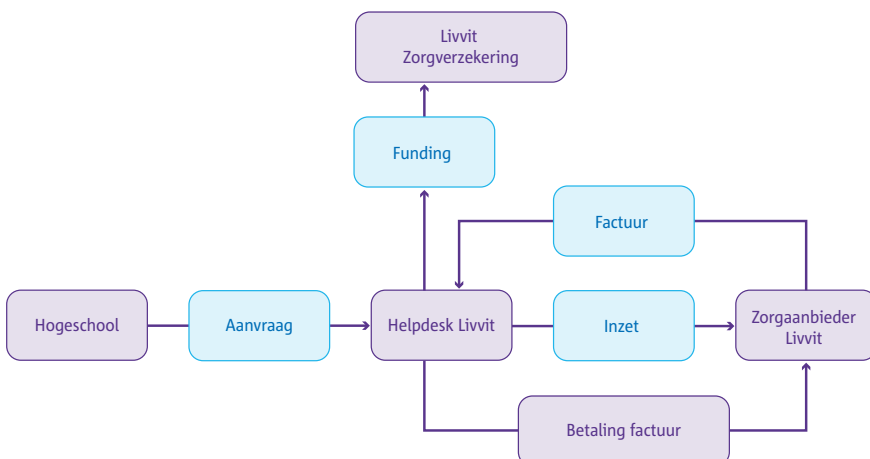 Livvit
Zorgverzekering
Funding
Factuur
Hogeschool
Aanvraag
Helpdesk Livvit
Inzet
Zorgaanbieder
Livvit
Betaling factuur